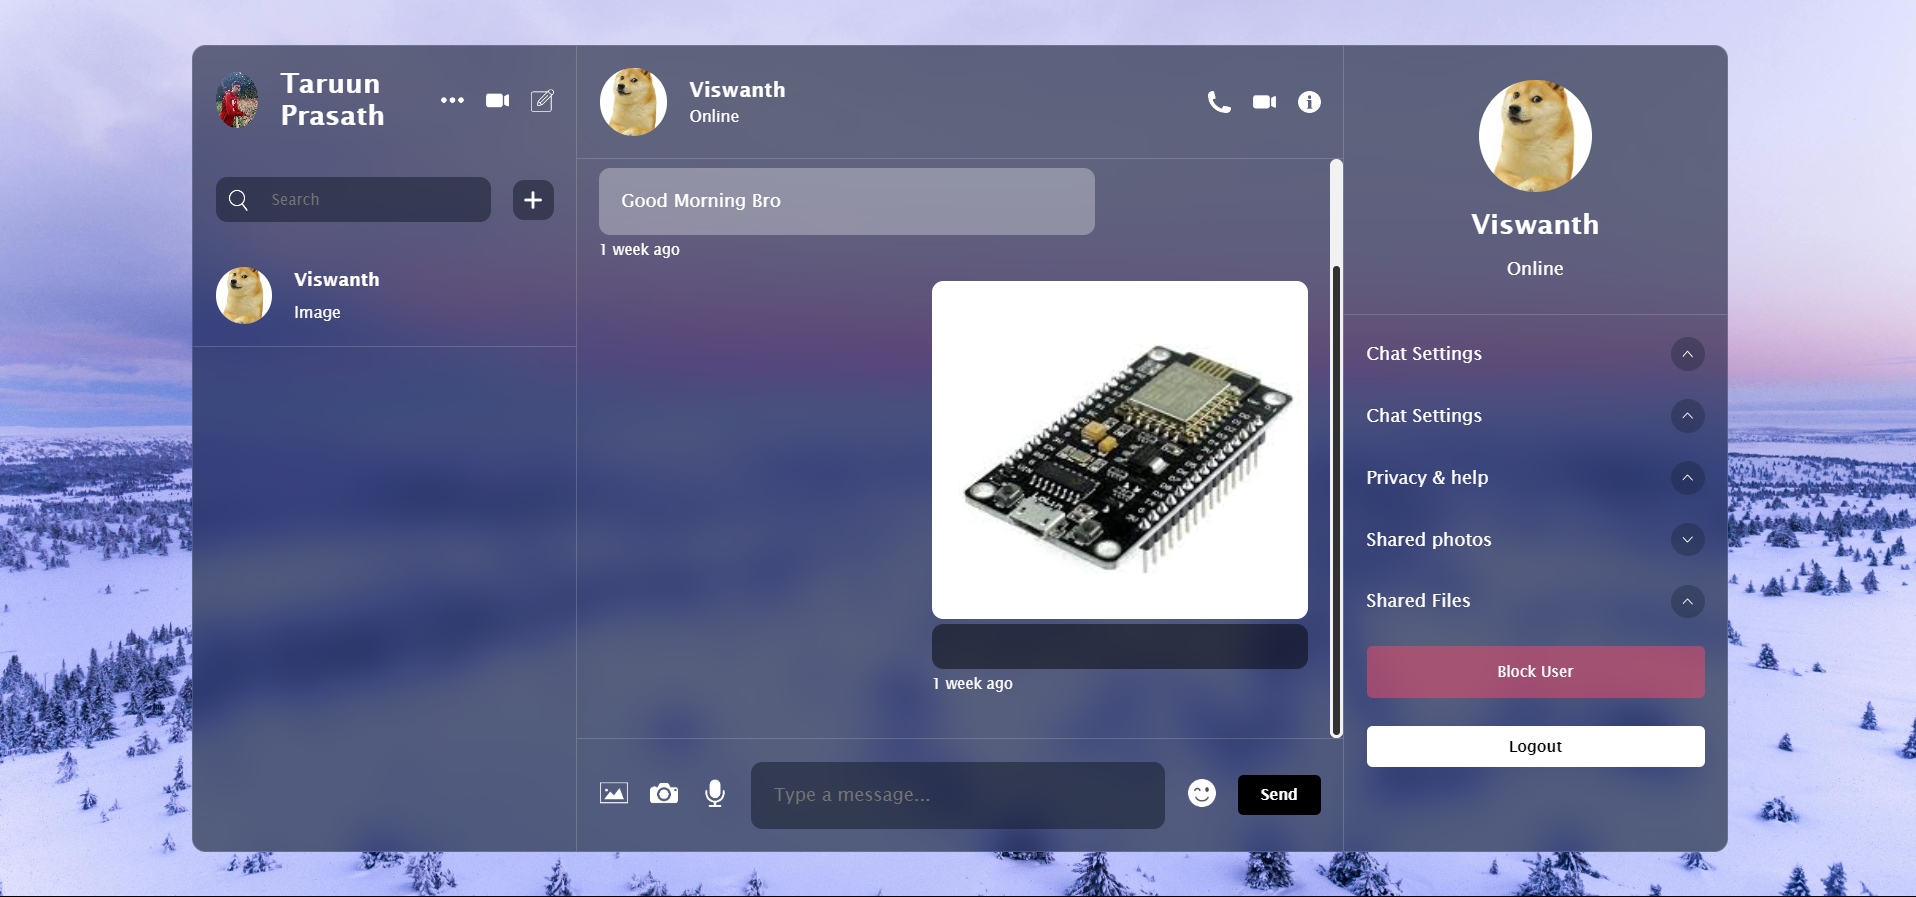 Taruun
Prasath
Search
Viswanth
Image
Viswanth
Online
Good Morning Bro
1 week ago
1 week ago
Type a message...
Send
Viswanth
Online
Chat Settings
Chat Settings
Privacy & help
Shared photos
Shared Files
Block User
Logout